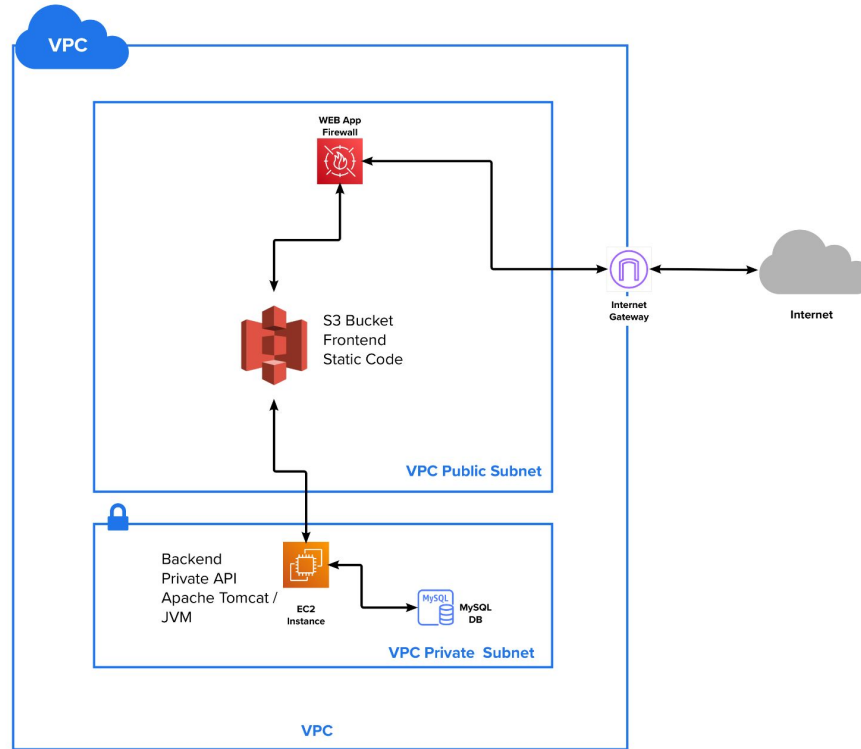 VPC
WEB App
Firewall
S3 Bucket
Frontend
Static Code
Internet
Gateway
Internet
VPC Public Subnet
Backend
Private API
Apache Tomcat /
JVM
EC2
Instance
MySQL
MySQL
DB
VPC Private Subnet
VPC